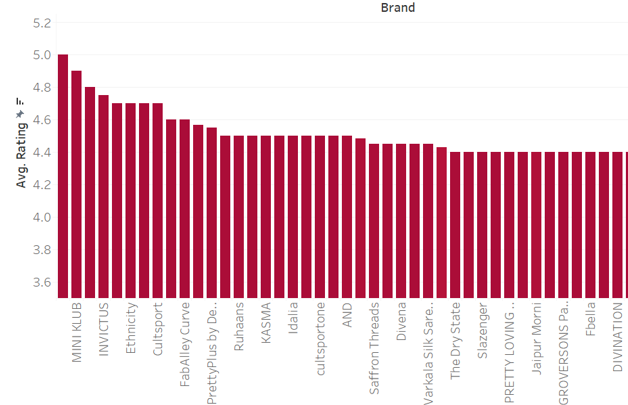 Brand
5.2
5.0
4.8
4.6
4.4
4.2
4.0
3.8
3.6
Avg. Rating
MINI KLUB
INVICTUS
Ethnicity
Cultsport
FabAlley Curve
PrettyPlus by De..
Ruhaans
KASMA
Idalia
cultsportone
AND
Saffron Threads
Divena
Varkala Silk Sare..
The Dry State
Slazenger
PRETTY LOVING ..
Jaipur Morni
GROVERSONS Pa..
Fbella
DIVINATION